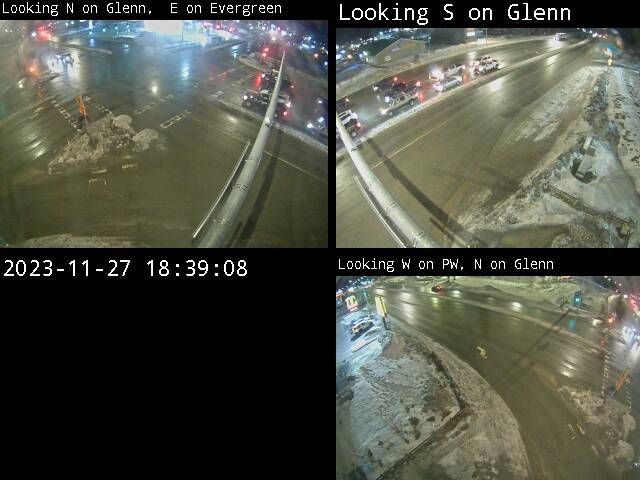 Looking N on Glenn,  E on Evergreen
Looking S on Glenn
2023-11-27 18:39:08
Looking W on PW, N on Glenn